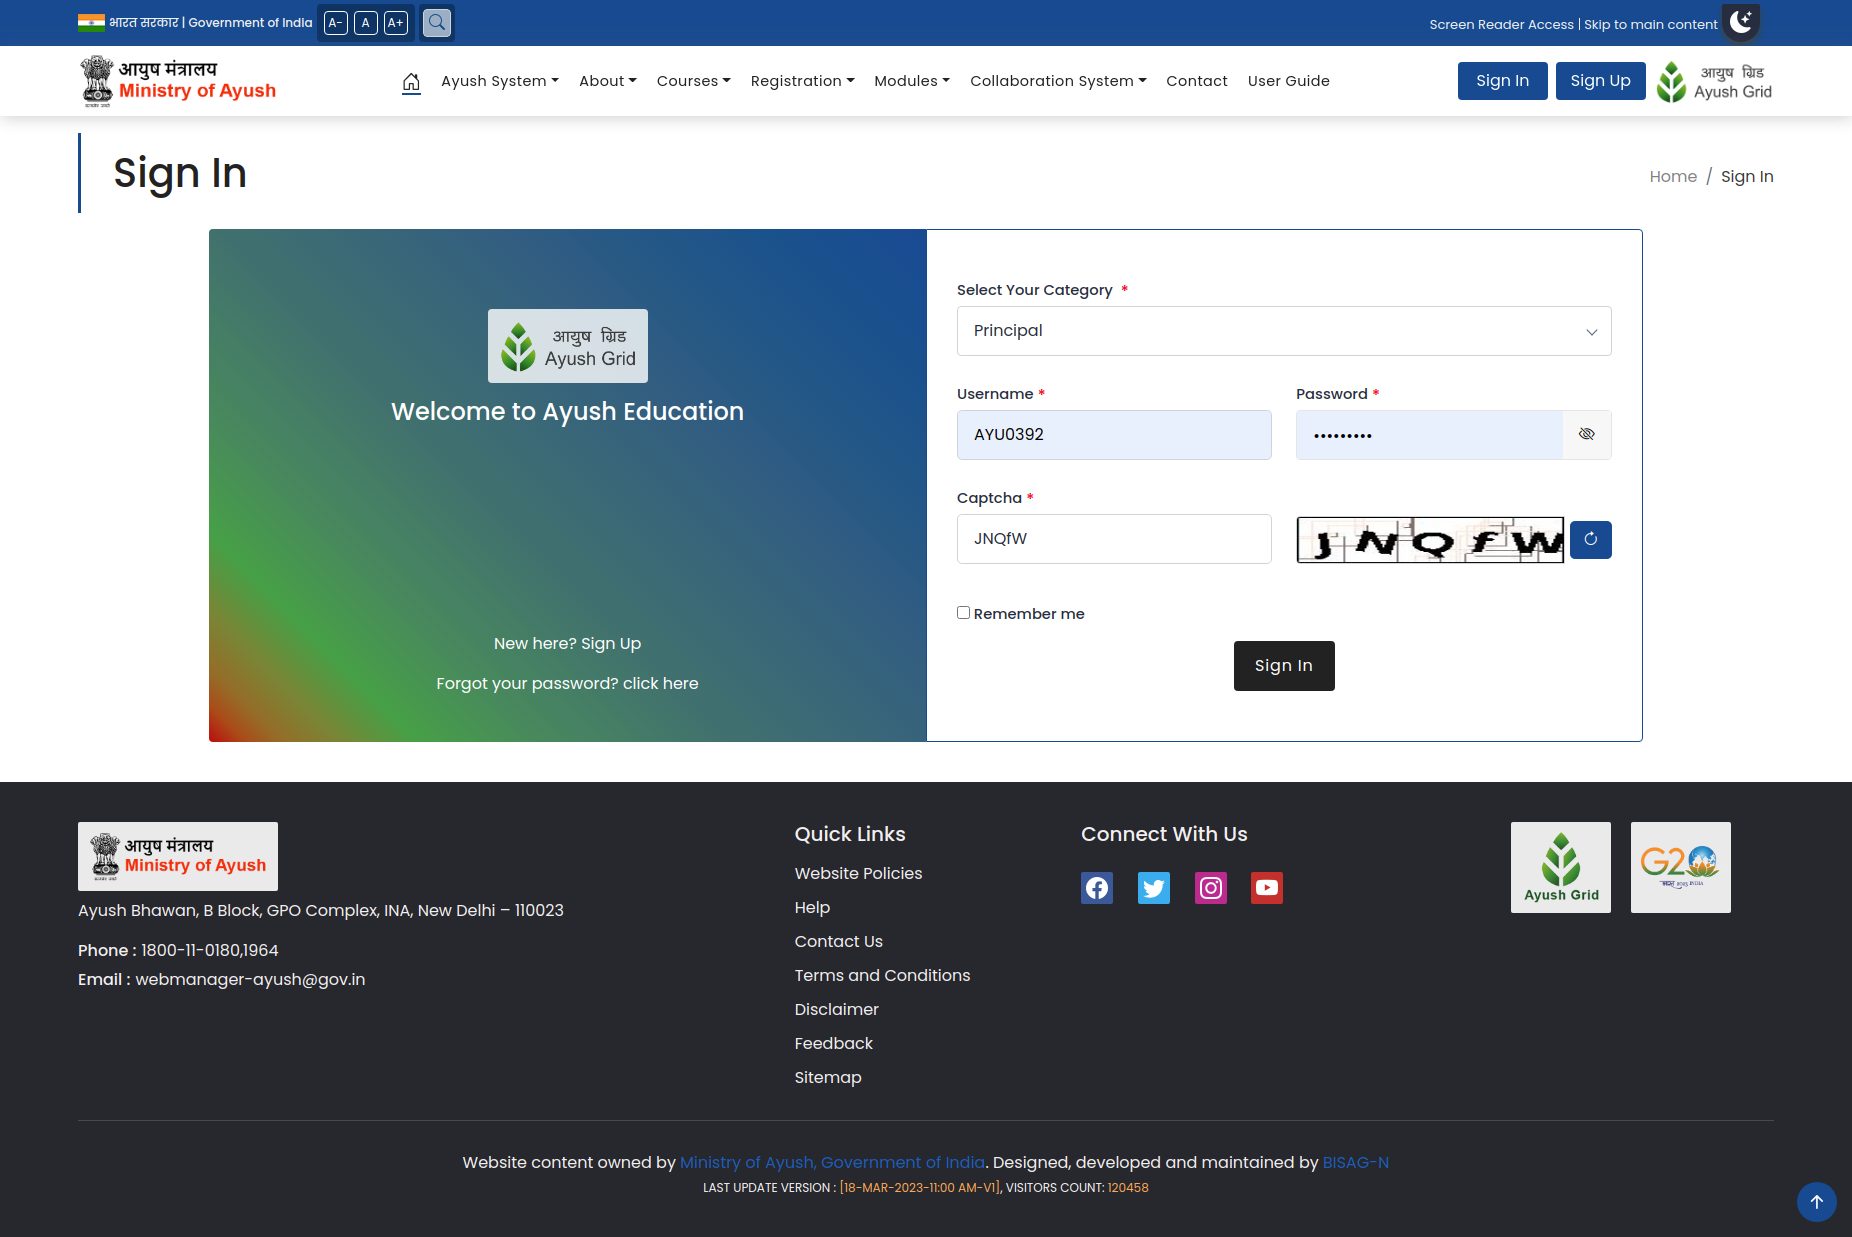 भारत सरकार | Government of India A- A A+
Screen Reader Access | Skip to main content
आयुष मंत्रालय
Ministry of Ayush
Ayush System About Courses Registration Modules Collaboration System Contact User Guide
Sign In Sign Up
आयुष ग्रिड
Ayush Grid
Sign In
Home / Sign In
आयुष ग्रिड
Ayush Grid
Welcome to Ayush Education
New here? Sign Up
Forgot your password? click here
Select Your Category *
Principal
Username * Password *
AYU0392 •••••••••
Captcha *
JNQfW JNQfW
Remember me
Sign In
आयुष मंत्रालय
Ministry of Ayush
Ayush Bhawan, B Block, GPO Complex, INA, New Delhi – 110023
Phone : 1800-11-0180,1964
Email : webmanager-ayush@gov.in
Quick Links
Website Policies
Help
Contact Us
Terms and Conditions
Disclaimer
Feedback
Sitemap
Connect With Us
Ayush Grid
G20
भारत 2023 INDIA
Website content owned by Ministry of Ayush, Government of India. Designed, developed and maintained by BISAG-N
LAST UPDATE VERSION : [18-MAR-2023-11:00 AM-V1], VISITORS COUNT: 120458